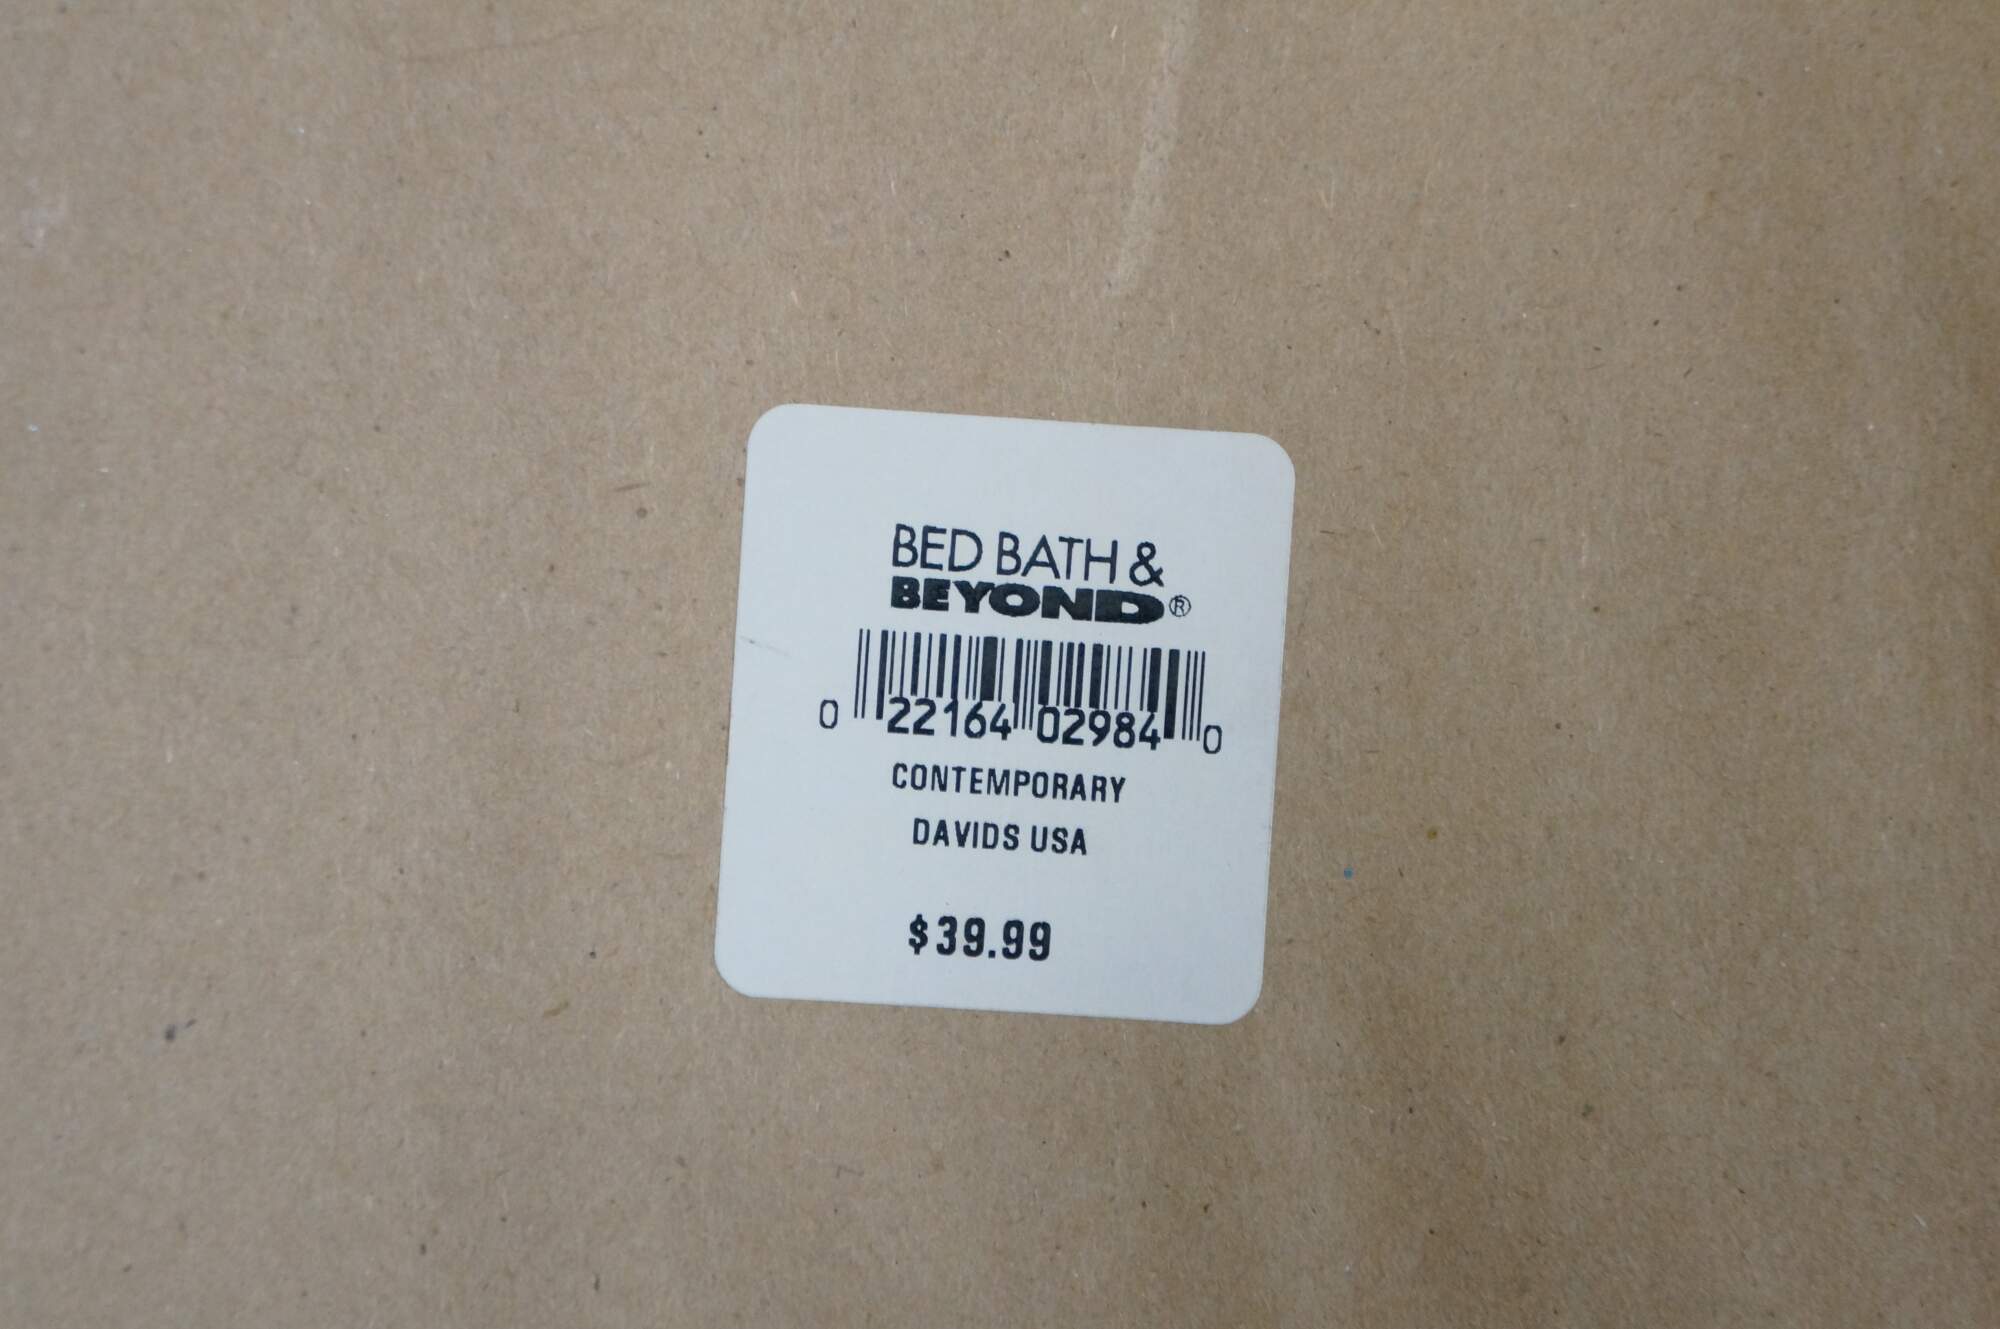 BED BATH &
BEYOND®
0 22164 02984 0
CONTEMPORARY
DAVIDS USA
$39.99